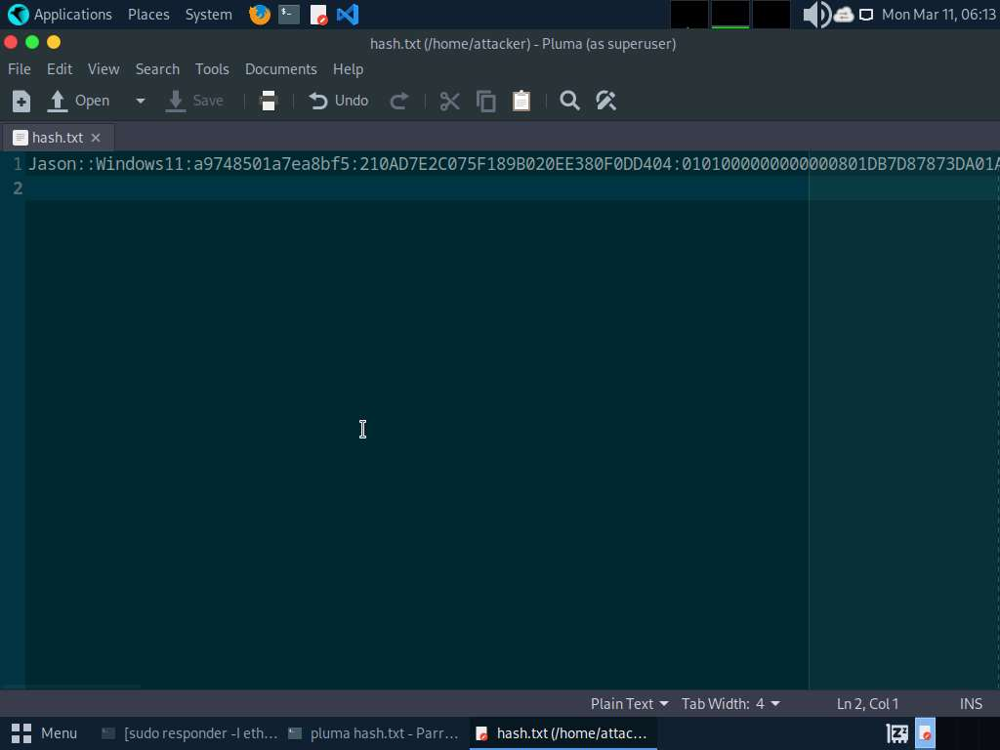 Applications Places System Mon Mar 11, 06:13
hash.txt (/home/attacker) - Pluma (as superuser)
File Edit View Search Tools Documents Help
Open Save Undo
hash.txt
1 Jason::Windows11:a9748501a7ea8bf5:210AD7E2C075F189B020EE380F0DD404:0101000000000000801DB7D87873DA01A
2
Plain Text Tab Width: 4 Ln 2, Col 1 INS
Menu [sudo responder -I eth... pluma hash.txt - Parr... hash.txt (/home/attac...